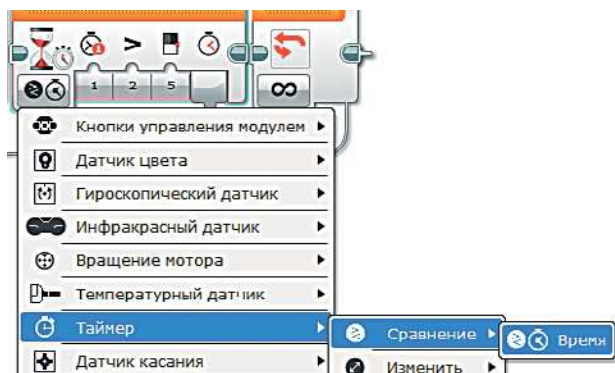 > 
1 2 5 ∞
Кнопки управления модулем
Датчик цвета
Гироскопический датчик
Инфракрасный датчик
Вращение мотора
Температурный датчик
Таймер
Сравнение
Время
Датчик касания
Изменить